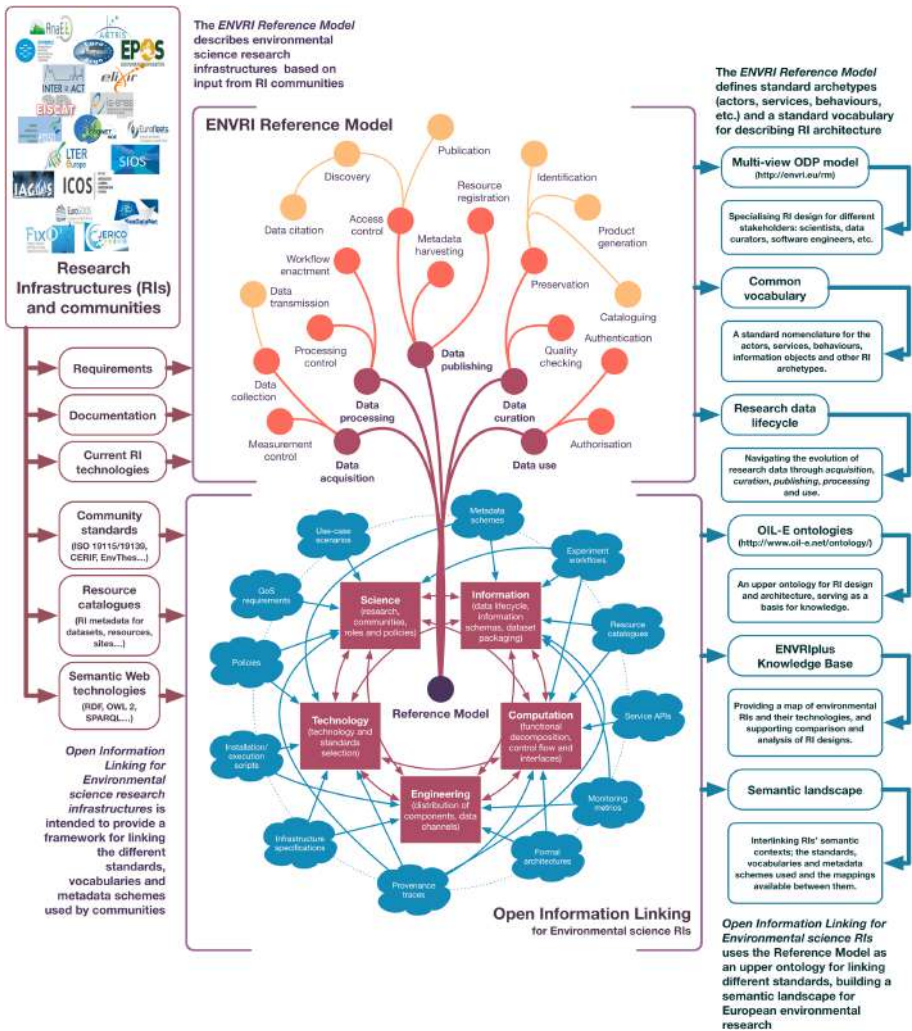 AnaEE
EPOS
elixir
INTERACT
EISCAT
Eurofleets
LTER
Europe
SIOS
IAGOS
ICOS
EuroGOOS
SeaDataNet
FixO
JERICO
Research
Infrastructures (RIs)
and communities
The ENVRI Reference Model
describes environmental
science research
infrastructures based on
input from RI communities
The ENVRI Reference Model
defines standard archetypes
(actors, services, behaviours,
etc.) and a standard vocabulary
for describing RI architecture
Requirements
Documentation
Current RI
technologies
Community
standards
(ISO 19115/19139,
CERIF, EnvThes…)
Resource
catalogues
(RI metadata for
datasets, resources,
sites…)
Semantic Web
technologies
(RDF, OWL 2,
SPARQL…)
Open Information
Linking for
Environmental
science research
infrastructures is
intended to provide a
framework for linking
the different
standards,
vocabularies and
metadata schemes
used by communities
ENVRI Reference Model
Publication
Discovery
Identification
Resource
registration
Data citation
Access
control
Product
generation
Metadata
harvesting
Workflow
enactment
Data
transmission
Preservation
Cataloguing
Authentication
Processing
control
Data
publishing
Quality
checking
Data
collection
Data
processing
Data
curation
Measurement
control
Data
acquisition
Data use
Authorisation
Metadata
schemes
Use-case
scenarios
Experiment
workflows
QoS
requirements
Science
(research,
communities,
roles and policies)
Information
(data lifecycle,
information
schemas, dataset
packaging)
Resource
catalogues
Policies
Reference Model
Technology
(technology and
standards
selection)
Computation
(functional
decomposition,
control flow and
interfaces)
Service APIs
Installation/
execution
scripts
Engineering
(distribution of
components, data
channels)
Monitoring
metrics
Infrastructure
specifications
Formal
architectures
Provenance
traces
Open Information Linking
for Environmental science RIs
Multi-view ODP model
(http://envri.eu/rm)
Specialising RI design for different
stakeholders: scientists, data
curators, software engineers, etc.
Common
vocabulary
A standard nomenclature for the
actors, services, behaviours,
information objects and other RI
archetypes.
Research data
lifecycle
Navigating the evolution of
research data through acquisition,
curation, publishing, processing
and use.
OIL-E ontologies
(http://www.oil-e.net/ontology/)
An upper ontology for RI design
and architecture, serving as a
basis for knowledge.
ENVRIplus
Knowledge Base
Providing a map of environmental
RIs and their technologies, and
supporting comparison and
analysis of RI designs.
Semantic landscape
Interlinking RIs' semantic
contexts; the standards,
vocabularies and metadata
schemes used and the mappings
available between them.
Open Information Linking for
Environmental science RIs
uses the Reference Model as
an upper ontology for linking
different standards, building a
semantic landscape for
European environmental
research